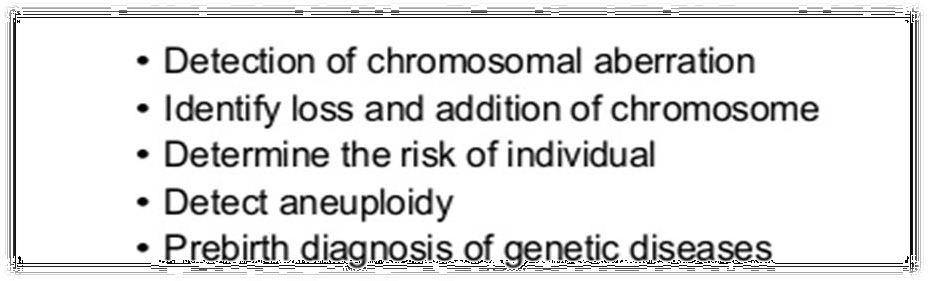 • Detection of chromosomal aberration
• Identify loss and addition of chromosome
• Determine the risk of individual
• Detect aneuploidy
• Prebirth diagnosis of genetic diseases